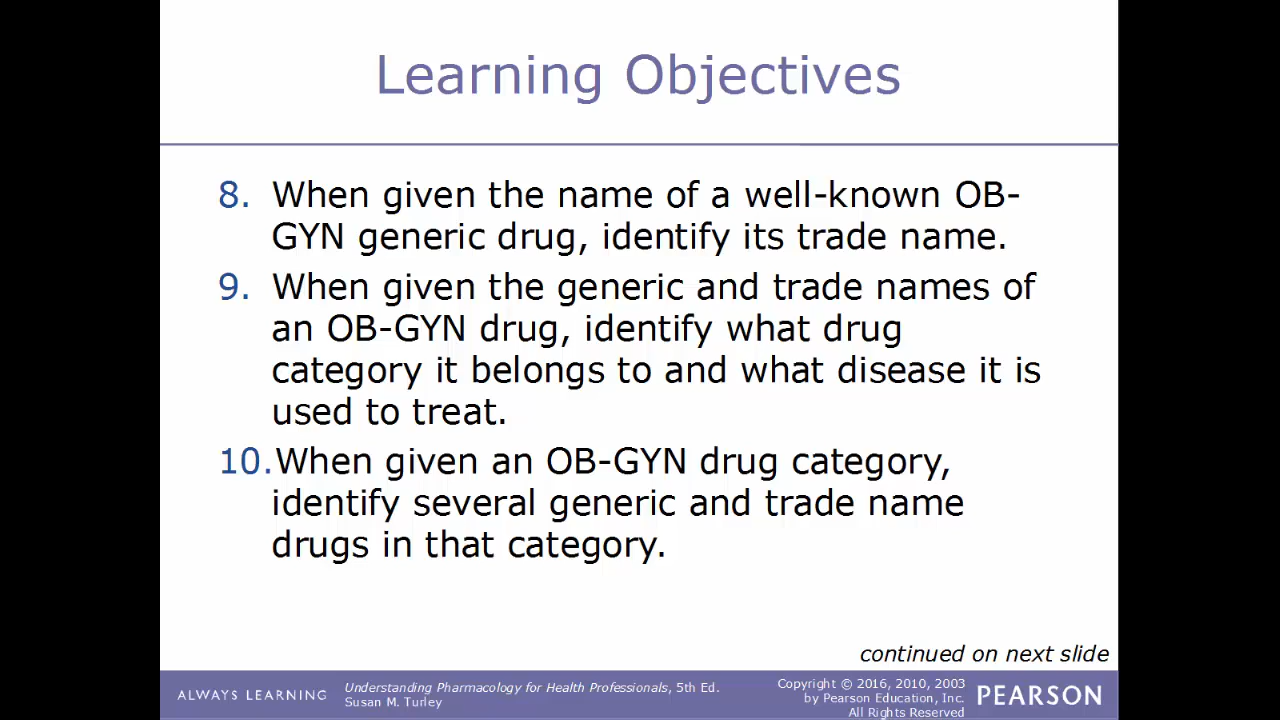 Learning Objectives
8. When given the name of a well-known OB-
GYN generic drug, identify its trade name.
9. When given the generic and trade names of
an OB-GYN drug, identify what drug
category it belongs to and what disease it is
used to treat.
10. When given an OB-GYN drug category,
identify several generic and trade name
drugs in that category.
continued on next slide
ALWAYS LEARNING
Understanding Pharmacology for Health Professionals, 5th Ed.
Susan M. Turley
Copyright © 2016, 2010, 2003
by Pearson Education, Inc.
All Rights Reserved
PEARSON